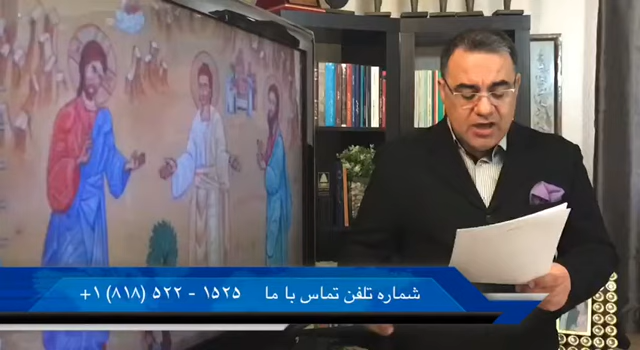 شماره تلفن تماس با ما    +۱ (۸۱۸) ۵۲۲ - ۱۵۲۵